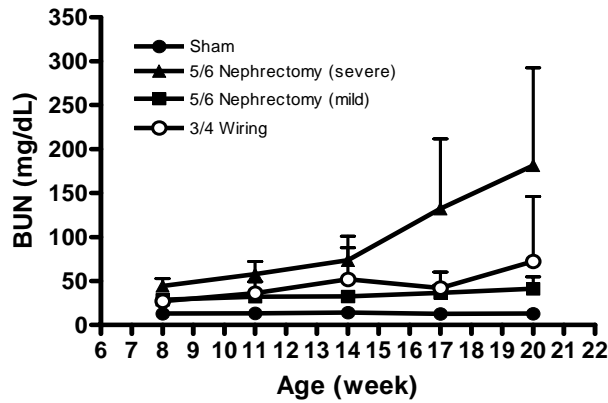 350
300
250
200
150
100
50
0
BUN (mg/dL)
Sham
5/6 Nephrectomy (severe)
5/6 Nephrectomy (mild)
3/4 Wiring
6 7 8 9 10 11 12 13 14 15 16 17 18 19 20 21 22
Age (week)